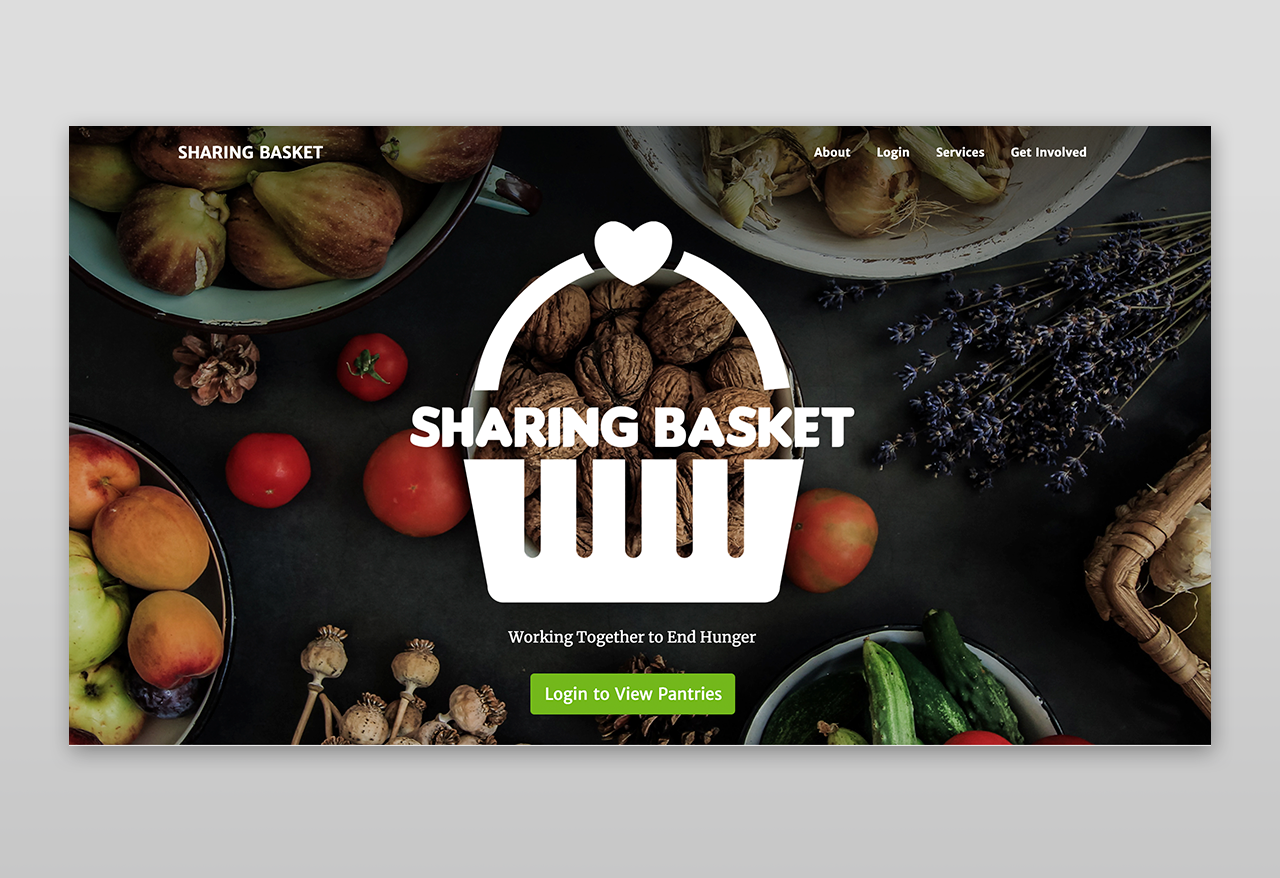 SHARING BASKET
About Login Services Get Involved
SHARING BASKET
Working Together to End Hunger
Login to View Pantries